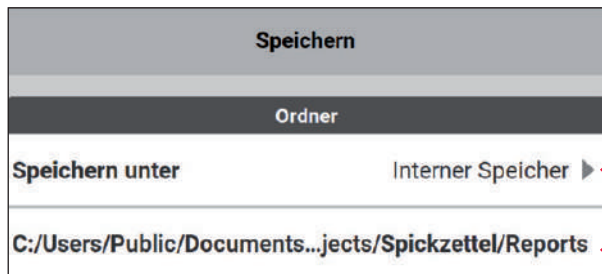 Speichern
Ordner
Speichern unter Interner Speicher
C:/Users/Public/Documents...jects/Spickzettel/Reports